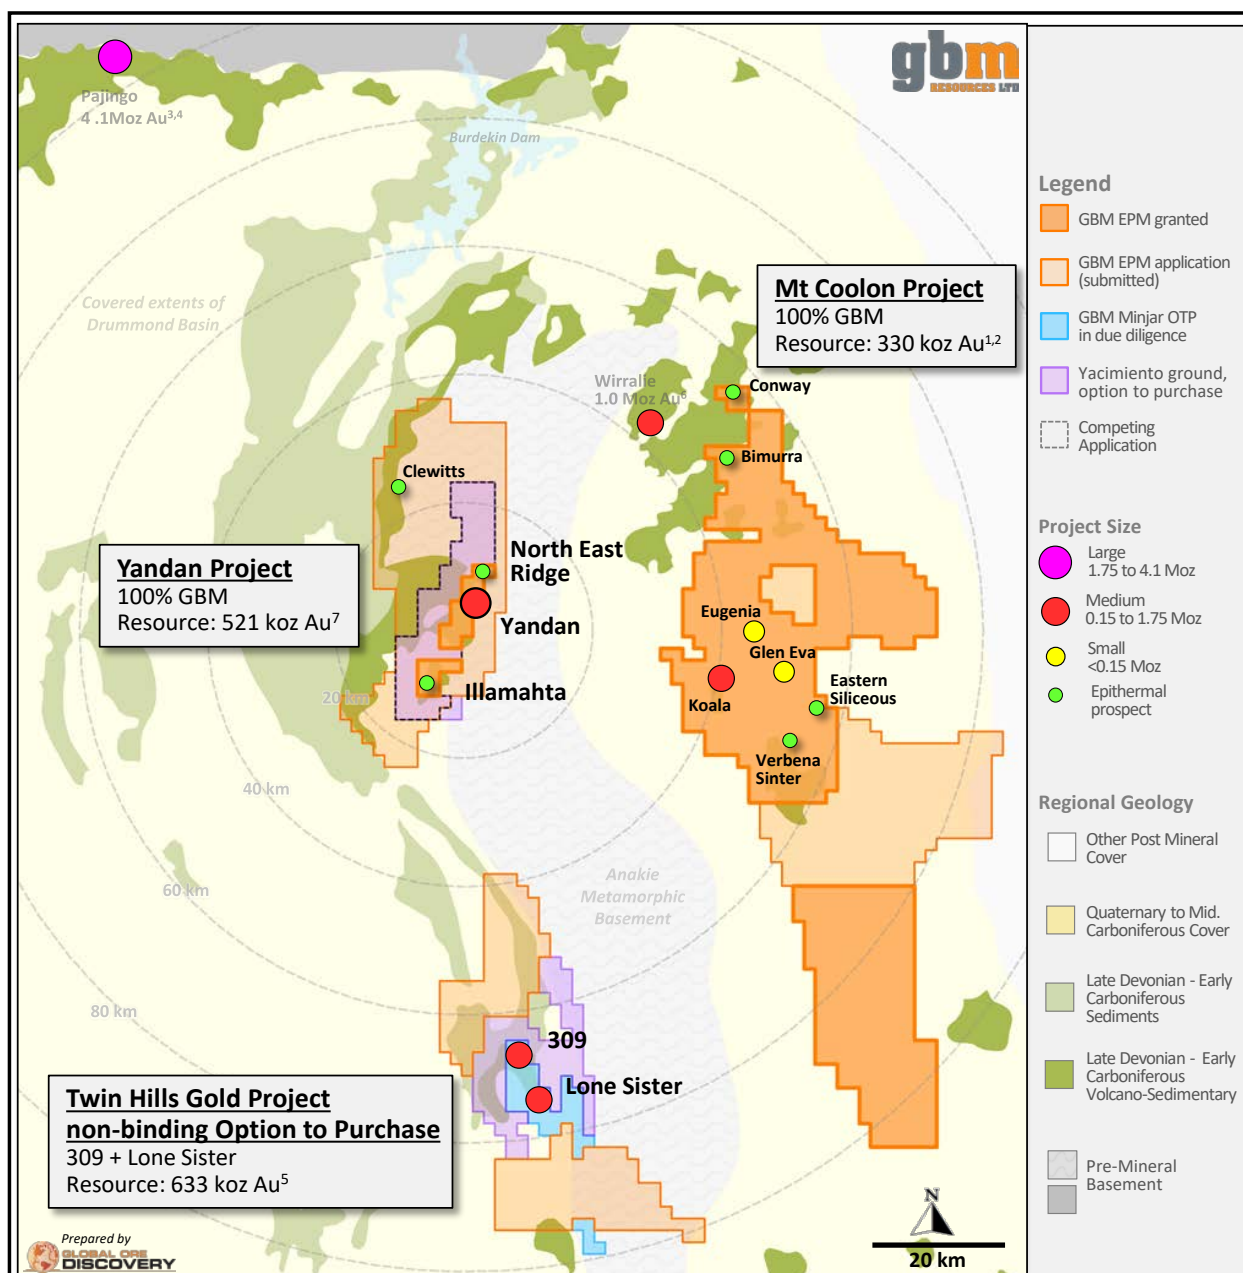 gbm
RESOURCES LTD
Pajingo
4 .1Moz Au3,4
Burdekin Dam
Covered extents of
Drummond Basin
Mt Coolon Project
100% GBM
Resource: 330 koz Au1,2
Wirralie
1.0 Moz Au6
Conway
Bimurra
Clewitts
Yandan Project
100% GBM
Resource: 521 koz Au7
North East
Ridge
Yandan
Illamahta
Eugenia
Glen Eva
Koala
Eastern
Siliceous
Verbena
Sinter
20 km
40 km
60 km
80 km
Anakie
Metamorphic
Basement
309
Lone Sister
Twin Hills Gold Project
non-binding Option to Purchase
309 + Lone Sister
Resource: 633 koz Au5
Prepared by
GLOBAL ORE
DISCOVERY
N
20 km
Legend
GBM EPM granted
GBM EPM application
(submitted)
GBM Minjar OTP
in due diligence
Yacimiento ground,
option to purchase
Competing
Application
Project Size
Large
1.75 to 4.1 Moz
Medium
0.15 to 1.75 Moz
Small
<0.15 Moz
Epithermal
prospect
Regional Geology
Other Post Mineral
Cover
Quaternary to Mid.
Carboniferous Cover
Late Devonian - Early
Carboniferous
Sediments
Late Devonian - Early
Carboniferous
Volcano-Sedimentary
Pre-Mineral
Basement